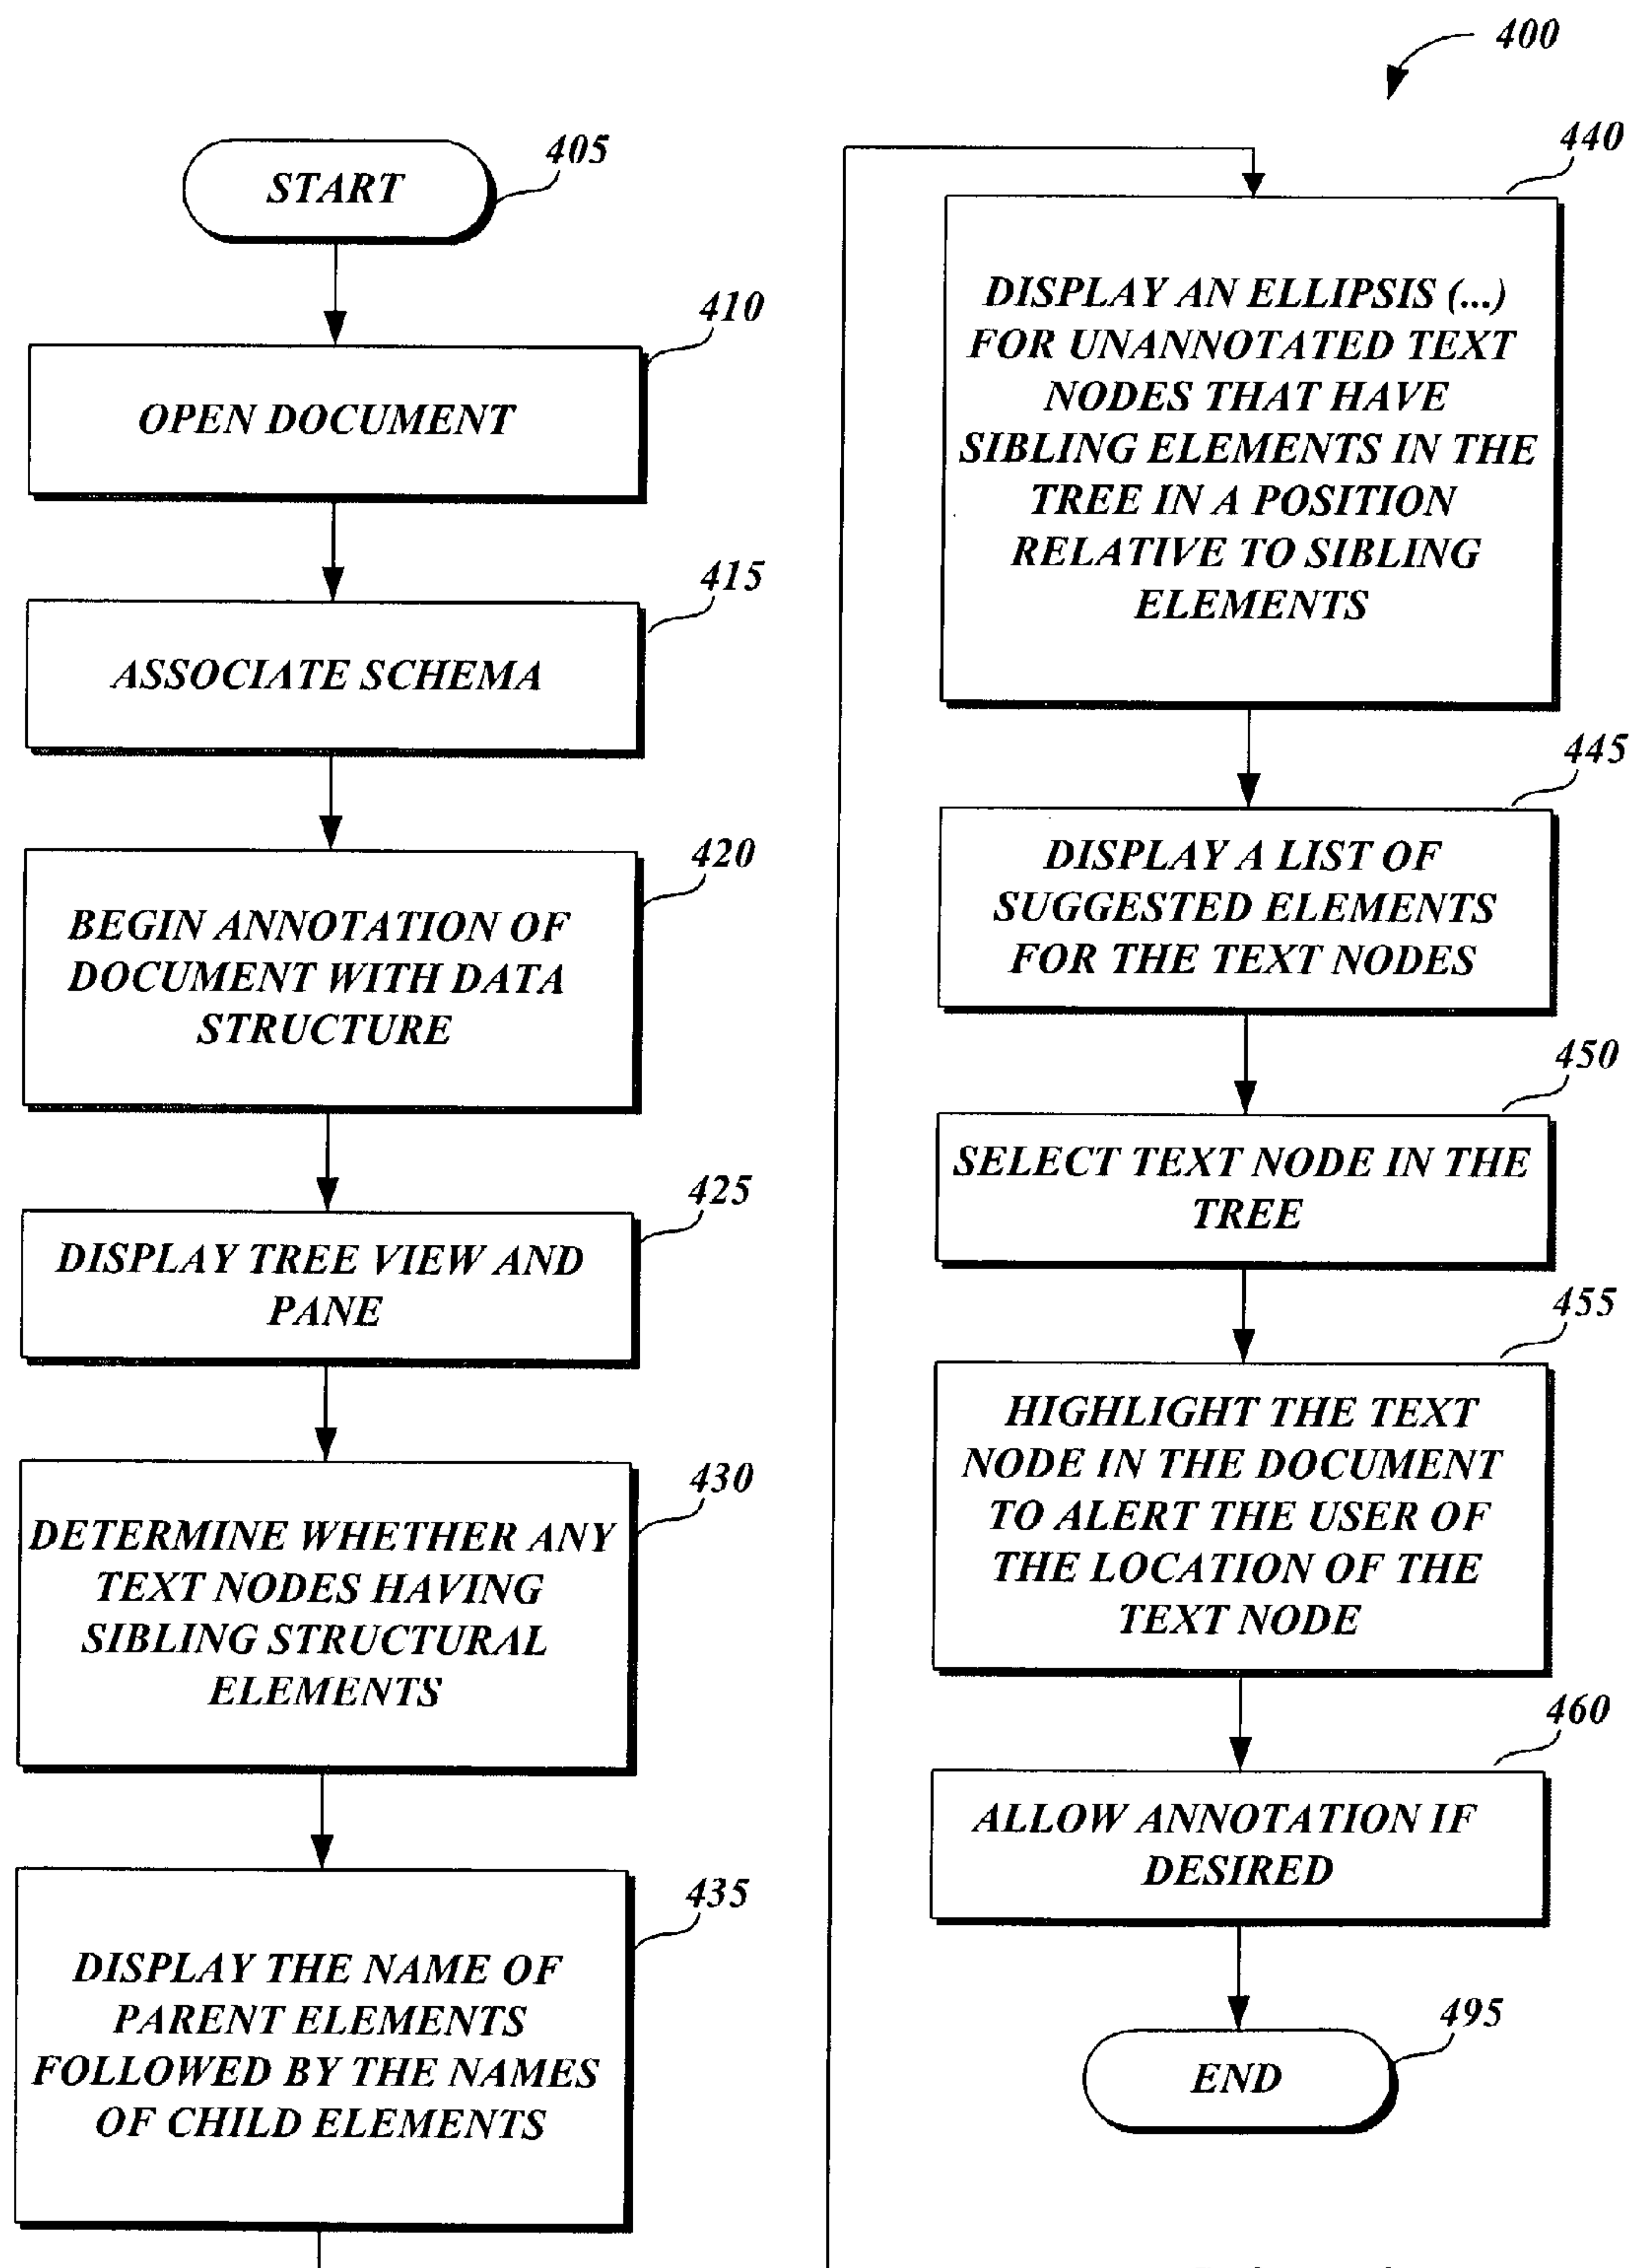 400
START
405
OPEN DOCUMENT
410
ASSOCIATE SCHEMA
415
BEGIN ANNOTATION OF
DOCUMENT WITH DATA
STRUCTURE
420
DISPLAY TREE VIEW AND
PANE
425
DETERMINE WHETHER ANY
TEXT NODES HAVING
SIBLING STRUCTURAL
ELEMENTS
430
DISPLAY THE NAME OF
PARENT ELEMENTS
FOLLOWED BY THE NAMES
OF CHILD ELEMENTS
435
DISPLAY AN ELLIPSIS (...)
FOR UNANNOTATED TEXT
NODES THAT HAVE
SIBLING ELEMENTS IN THE
TREE IN A POSITION
RELATIVE TO SIBLING
ELEMENTS
440
DISPLAY A LIST OF
SUGGESTED ELEMENTS
FOR THE TEXT NODES
445
SELECT TEXT NODE IN THE
TREE
450
HIGHLIGHT THE TEXT
NODE IN THE DOCUMENT
TO ALERT THE USER OF
THE LOCATION OF THE
TEXT NODE
455
ALLOW ANNOTATION IF
DESIRED
460
END
495